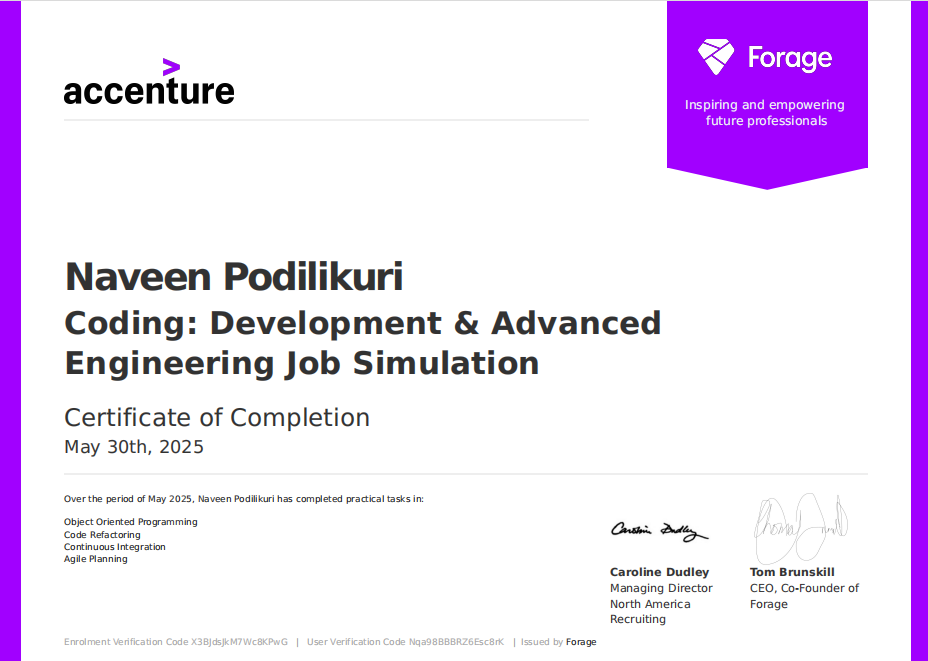 accenture
Forage
Inspiring and empowering
future professionals
Naveen Podilikuri
Coding: Development & Advanced
Engineering Job Simulation
Certificate of Completion
May 30th, 2025
Over the period of May 2025, Naveen Podilikuri has completed practical tasks in:
Object Oriented Programming
Code Refactoring
Continuous Integration
Agile Planning
Caroline Dudley
Caroline Dudley
Managing Director
North America
Recruiting
Tom Brunskill
CEO, Co-Founder of
Forage
Enrolment Verification Code X3BJdsJkM7Wc8KPwG | User Verification Code Nqa98BBBRZ6Esc8rK | Issued by Forage